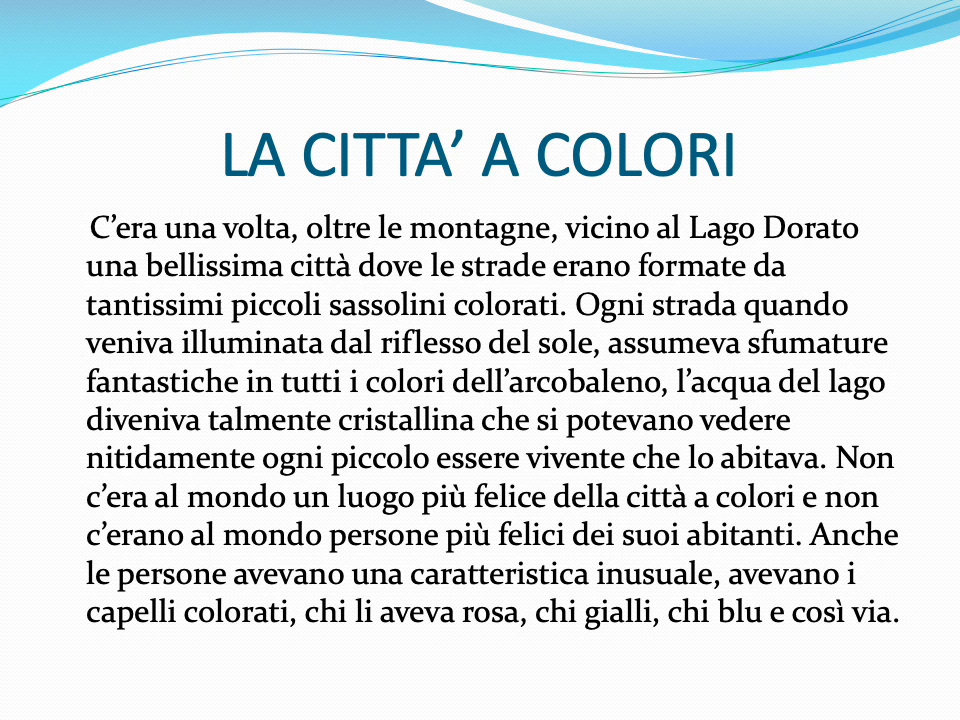 LA CITTA’ A COLORI
C’era una volta, oltre le montagne, vicino al Lago Dorato
una bellissima città dove le strade erano formate da
tantissimi piccoli sassolini colorati. Ogni strada quando
veniva illuminata dal riflesso del sole, assumeva sfumature
fantastiche in tutti i colori dell’arcobaleno, l’acqua del lago
diveniva talmente cristallina che si potevano vedere
nitidamente ogni piccolo essere vivente che lo abitava. Non
c’era al mondo un luogo più felice della città a colori e non
c’erano al mondo persone più felici dei suoi abitanti. Anche
le persone avevano una caratteristica inusuale, avevano i
capelli colorati, chi li aveva rosa, chi gialli, chi blu e così via.